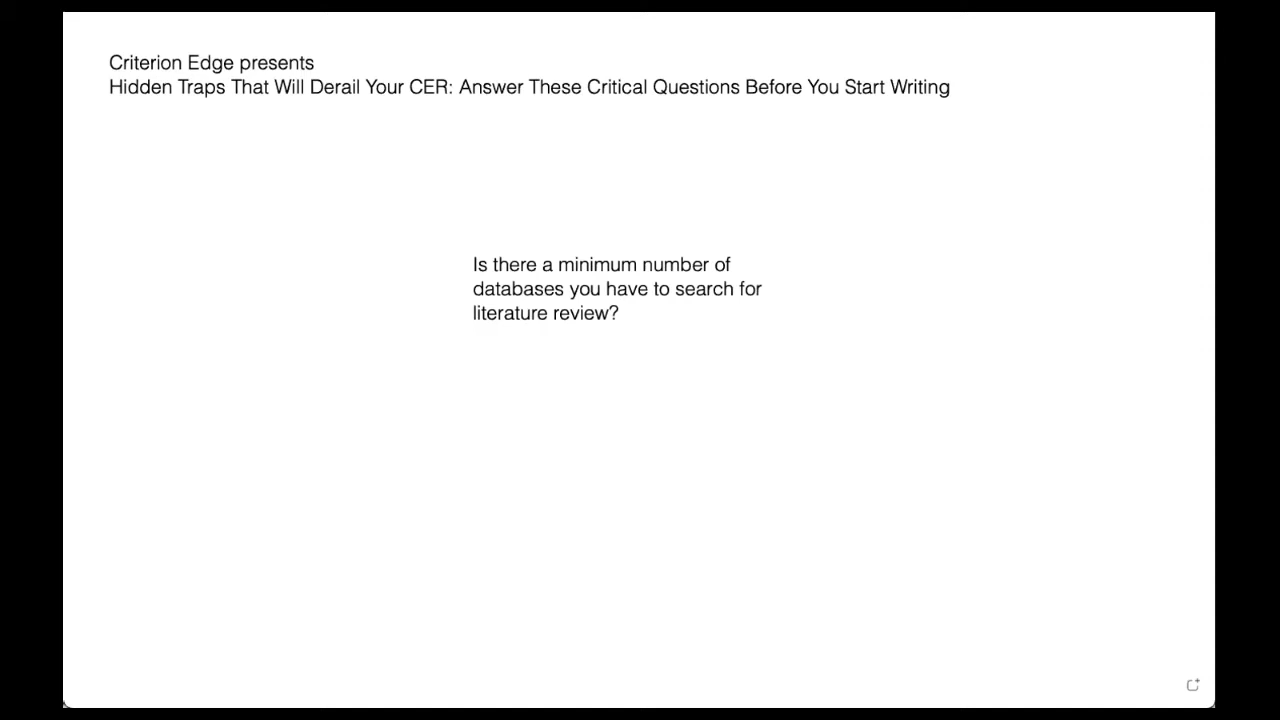 Criterion Edge presents
Hidden Traps That Will Derail Your CER: Answer These Critical Questions Before You Start Writing
Is there a minimum number of
databases you have to search for
literature review?